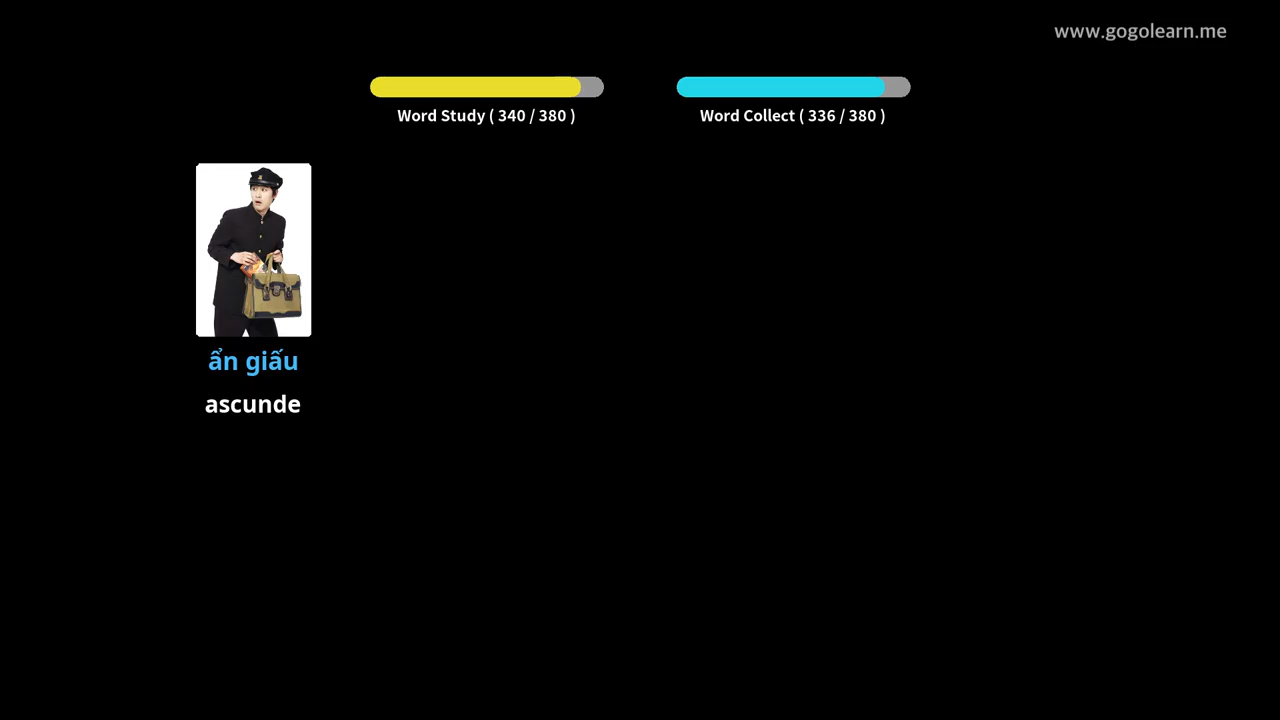 www.gogolearn.me
Word Study ( 340 / 380 )
Word Collect ( 336 / 380 )
ẩn giấu
ascunde